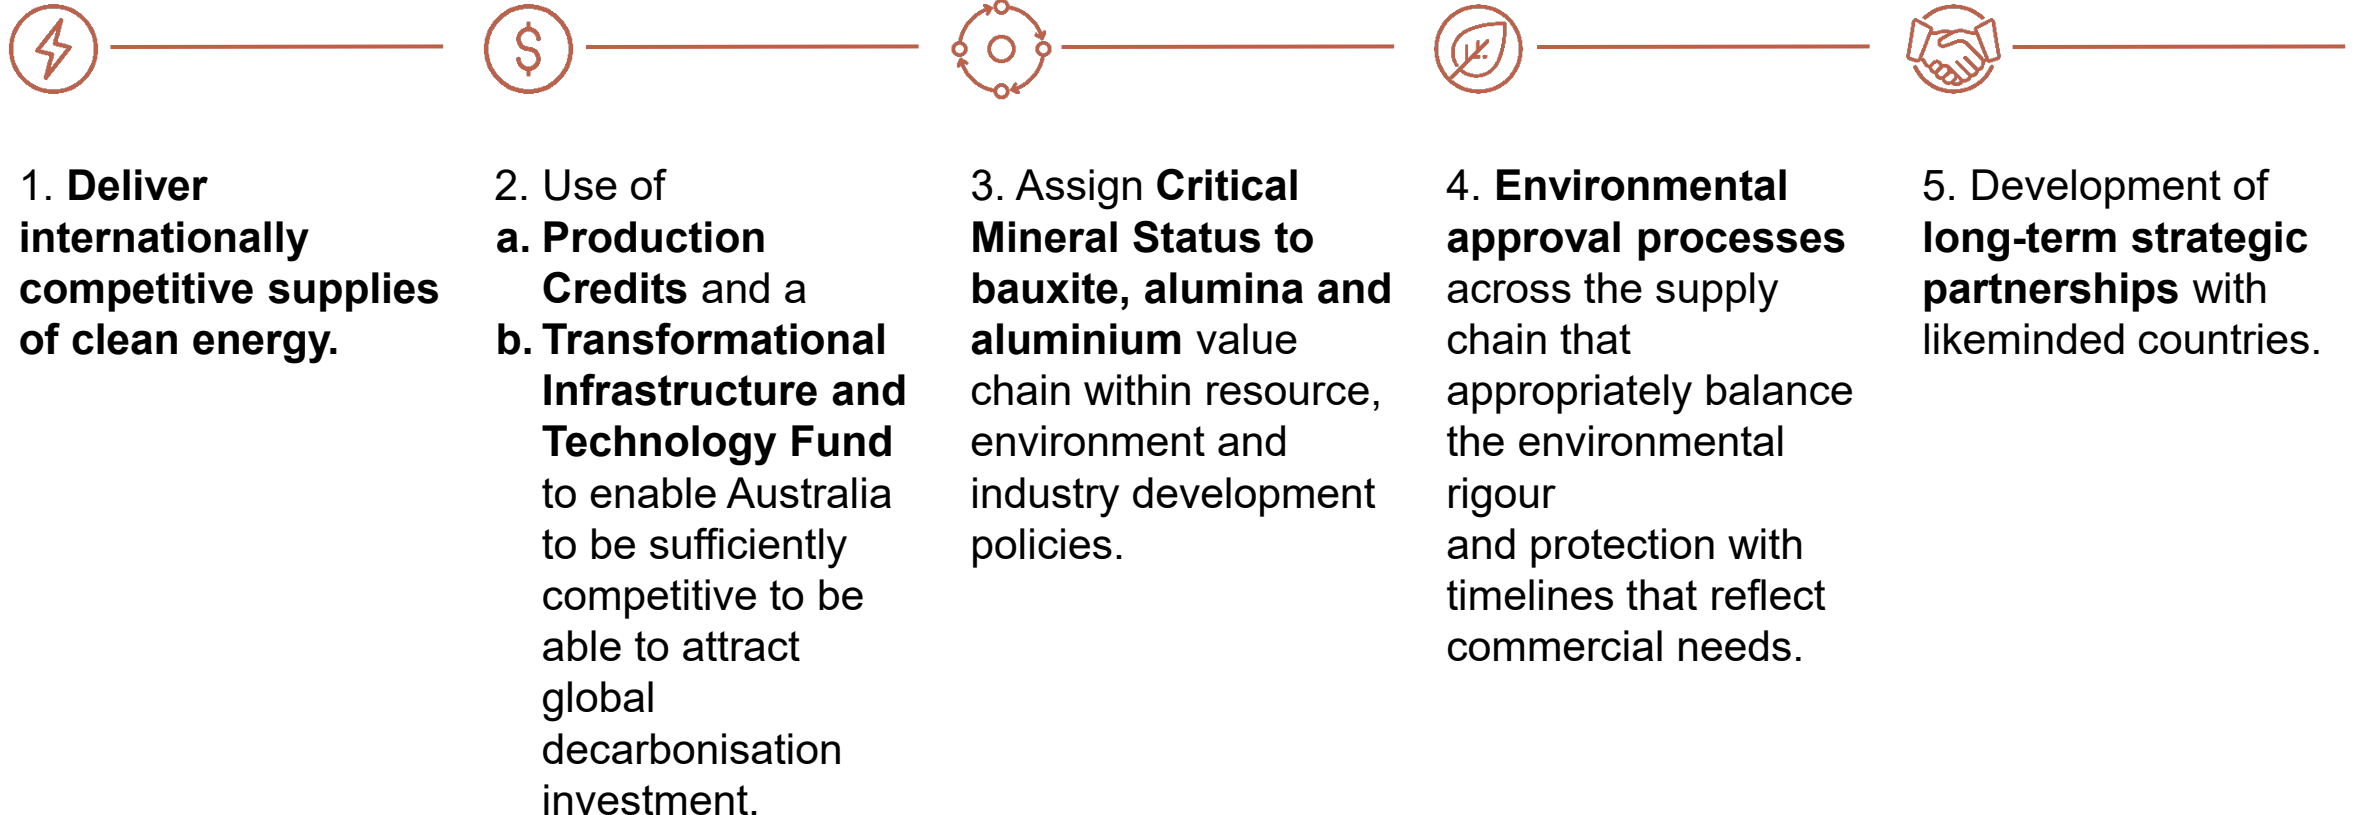 1. Deliver
internationally
competitive supplies
of clean energy.
2. Use of
a. Production
Credits and a
b. Transformational
Infrastructure and
Technology Fund
to enable Australia
to be sufficiently
competitive to be
able to attract
global
decarbonisation
investment.
3. Assign Critical
Mineral Status to
bauxite, alumina and
aluminium value
chain within resource,
environment and
industry development
policies.
4. Environmental
approval processes
across the supply
chain that
appropriately balance
the environmental
rigour
and protection with
timelines that reflect
commercial needs.
5. Development of
long-term strategic
partnerships with
likeminded countries.